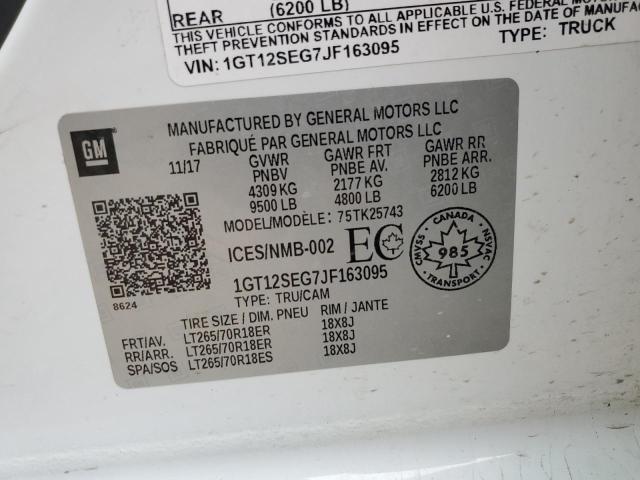 REAR (6200 LB)
THIS VEHICLE CONFORMS TO ALL APPLICABLE U.S. FEDERAL
THEFT PREVENTION STANDARDS IN EFFECT ON THE DATE OF MANUFAC
VIN: 1GT12SEG7JF163095 TYPE: TRUCK
GM
MANUFACTURED BY GENERAL MOTORS LLC
FABRIQUÉ PAR GENERAL MOTORS LLC
11/17 GVWR GAWR FRT GAWR RR
PNBV PNBE AV. PNBE ARR.
4309 KG 2177 KG 2812 KG
9500 LB 4800 LB 6200 LB
MODEL/MODÈLE: 75TK25743
ICES/NMB-002 EC
CANADA
CMVSS 985 NSVAC
TRANSPORT
8624
1GT12SEG7JF163095
TYPE: TRU/CAM
TIRE SIZE / DIM. PNEU RIM / JANTE
FRT/AV. LT265/70R18ER 18X8J
RR/ARR. LT265/70R18ER 18X8J
SPA/SOS LT265/70R18ES 18X8J